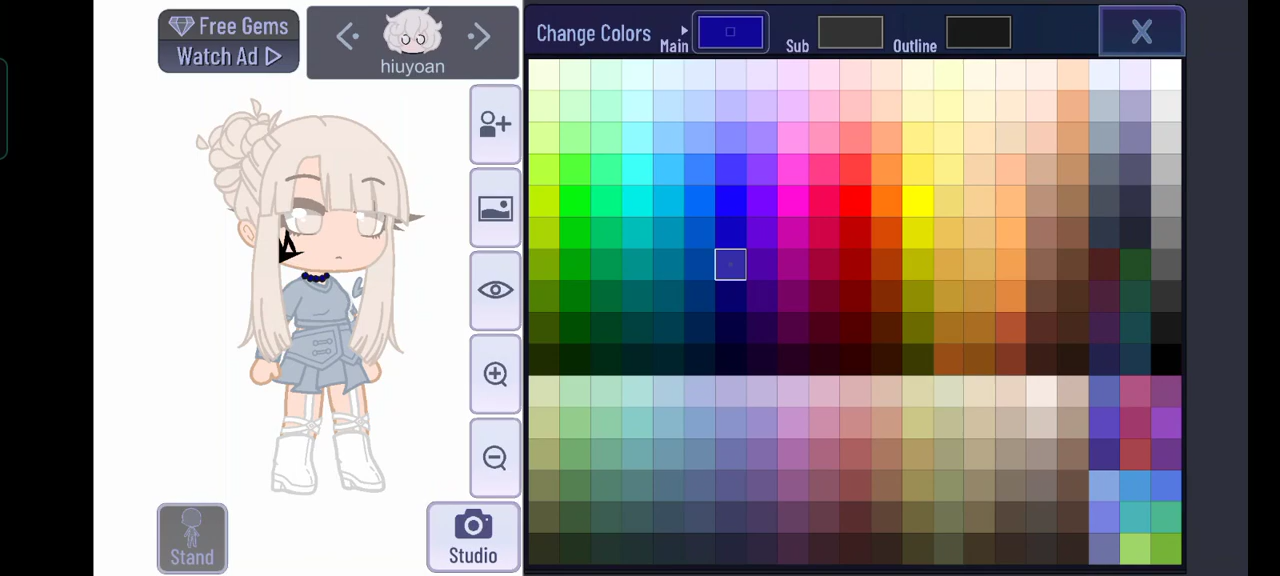 Free Gems
Watch Ad
hiuyoan
Change Colors
Main
Sub
Outline
X
Stand
Studio